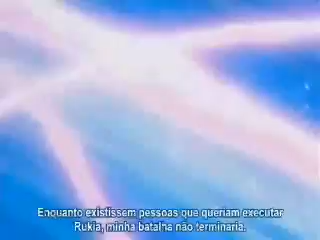 Enquanto existissem pessoas que queriam executar
Rukia, minha batalha não terminaria.